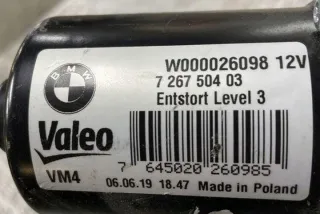 BMW
W000026098 12V
7 267 504 03
Entstort Level 3
Valeo
7 645020 260985
VM4
06.06.19 18.47 Made in Poland